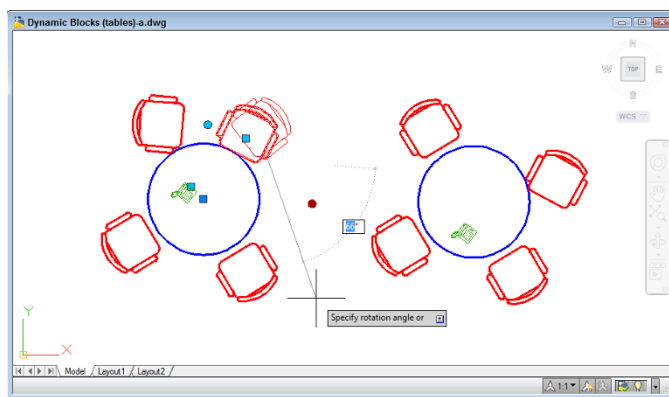 Dynamic Blocks (tables)-a.dwg
N
W
TOP
E
S
WCS
Specify rotation angle or
Y
X
Model
Layout1
Layout2
1:1